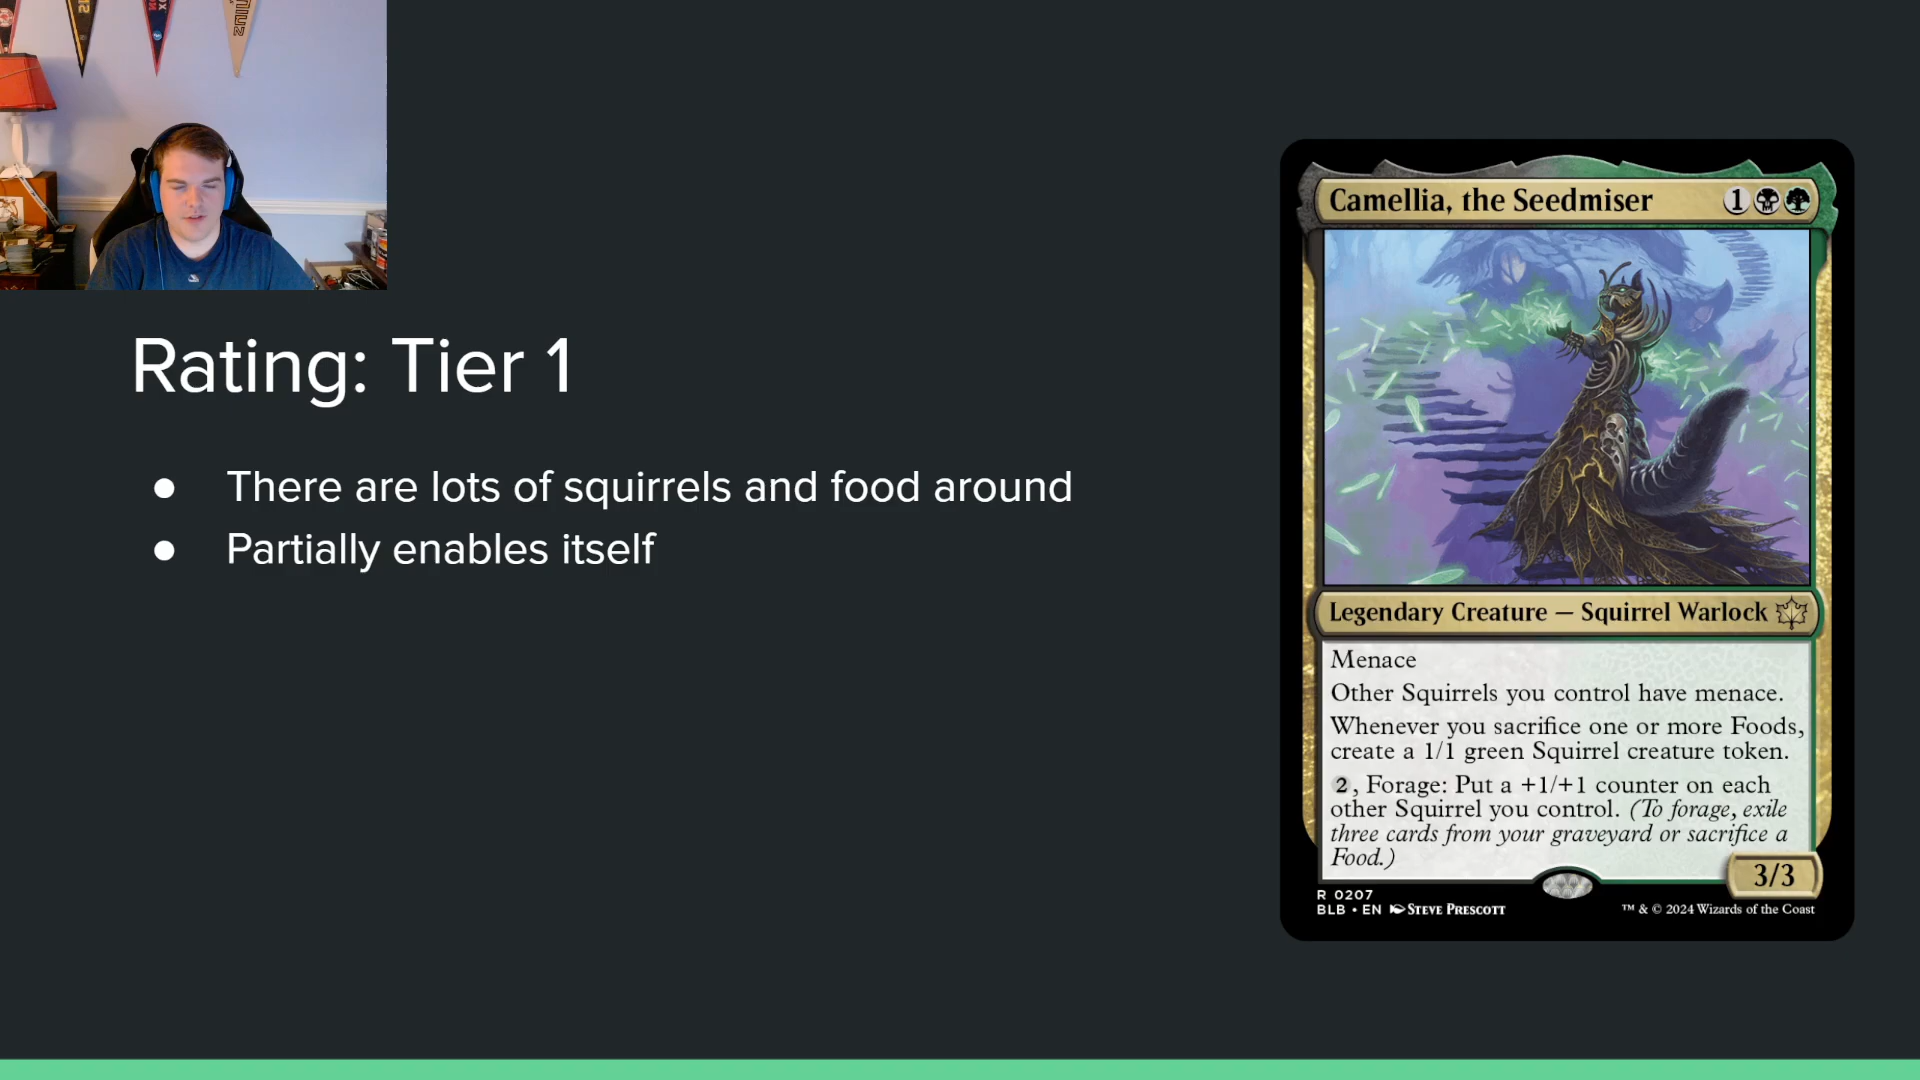 Rating: Tier 1
● There are lots of squirrels and food around
● Partially enables itself
Camellia, the Seedmiser 1
Legendary Creature — Squirrel Warlock
Menace
Other Squirrels you control have menace.
Whenever you sacrifice one or more Foods,
create a 1/1 green Squirrel creature token.
2, Forage: Put a +1/+1 counter on each
other Squirrel you control. (To forage, exile
three cards from your graveyard or sacrifice a
Food.)
3/3
R 0207
BLB • EN STEVE PRESCOTT
™ & © 2024 Wizards of the Coast